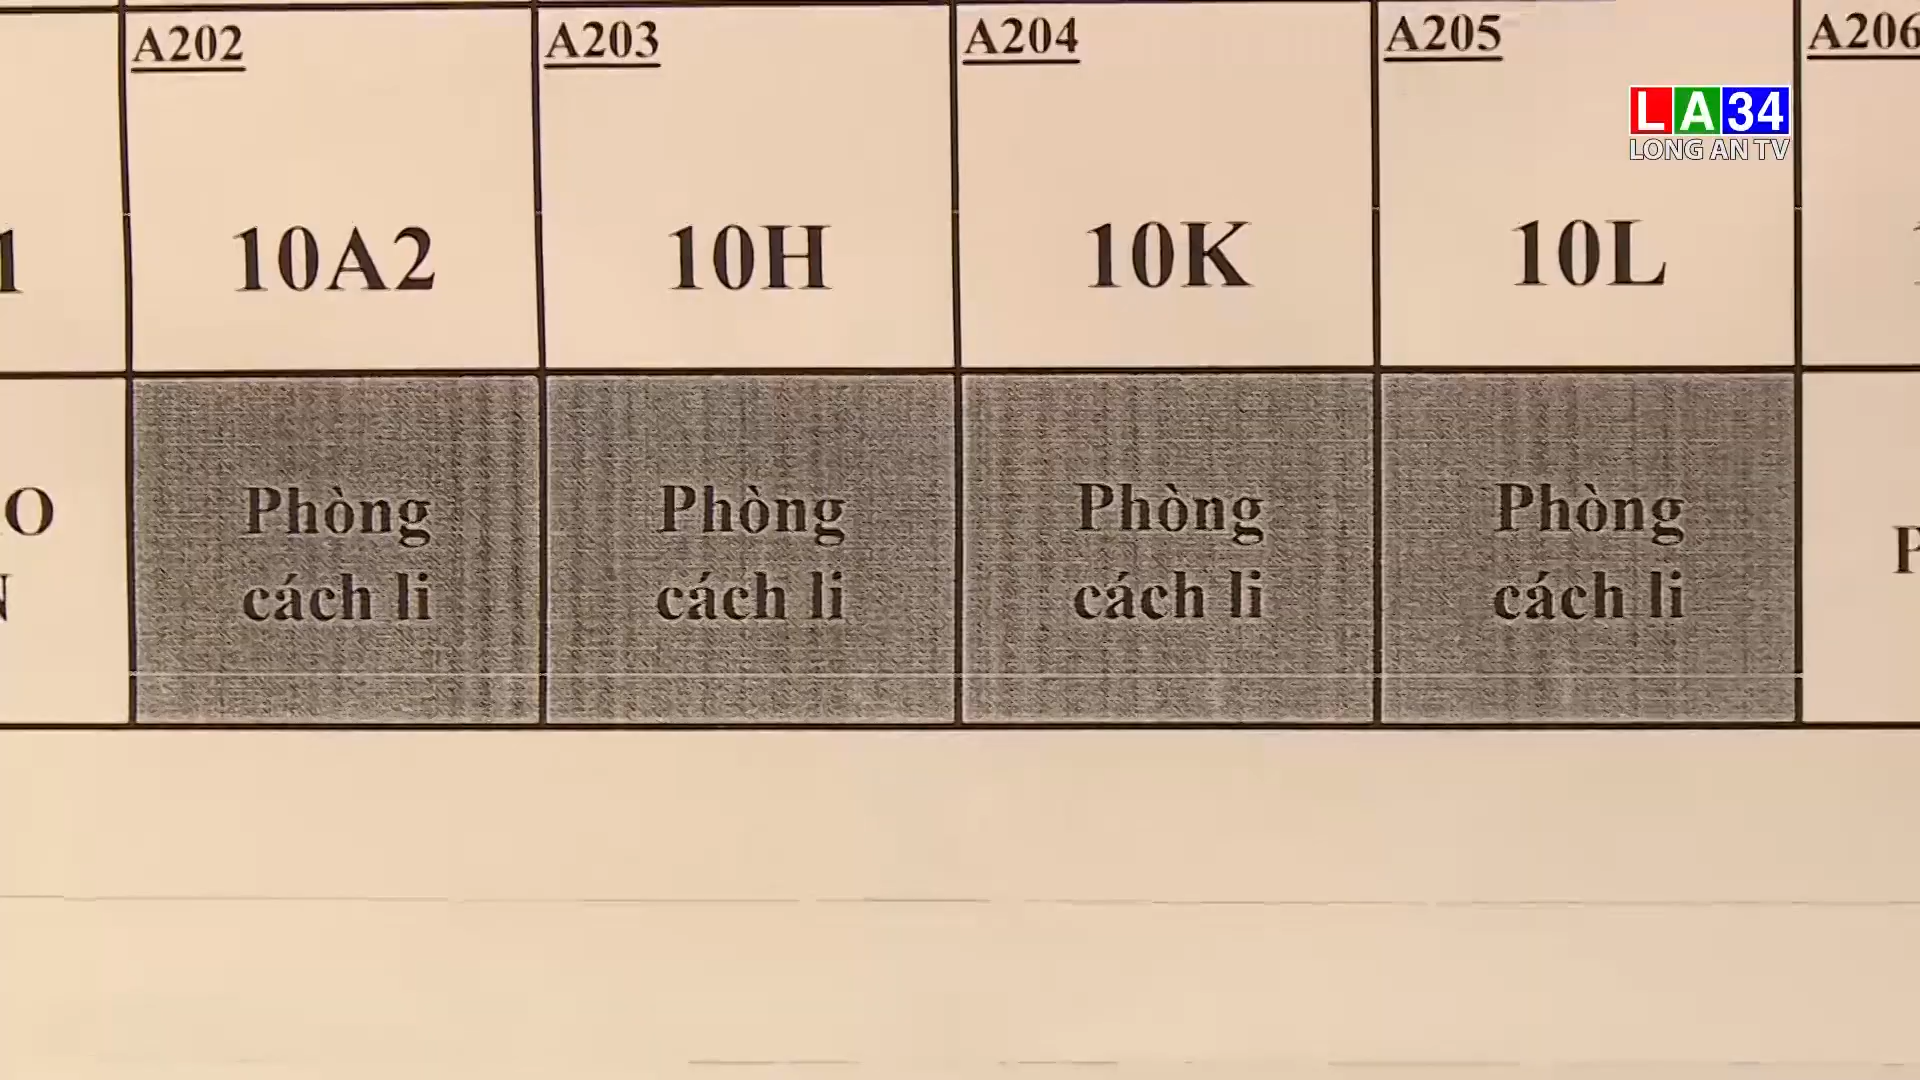 A202 A203 A204 A205 A206
LA34
LONG AN TV
10A2 10H 10K 10L
Phòng Phòng Phòng Phòng
cách li cách li cách li cách li